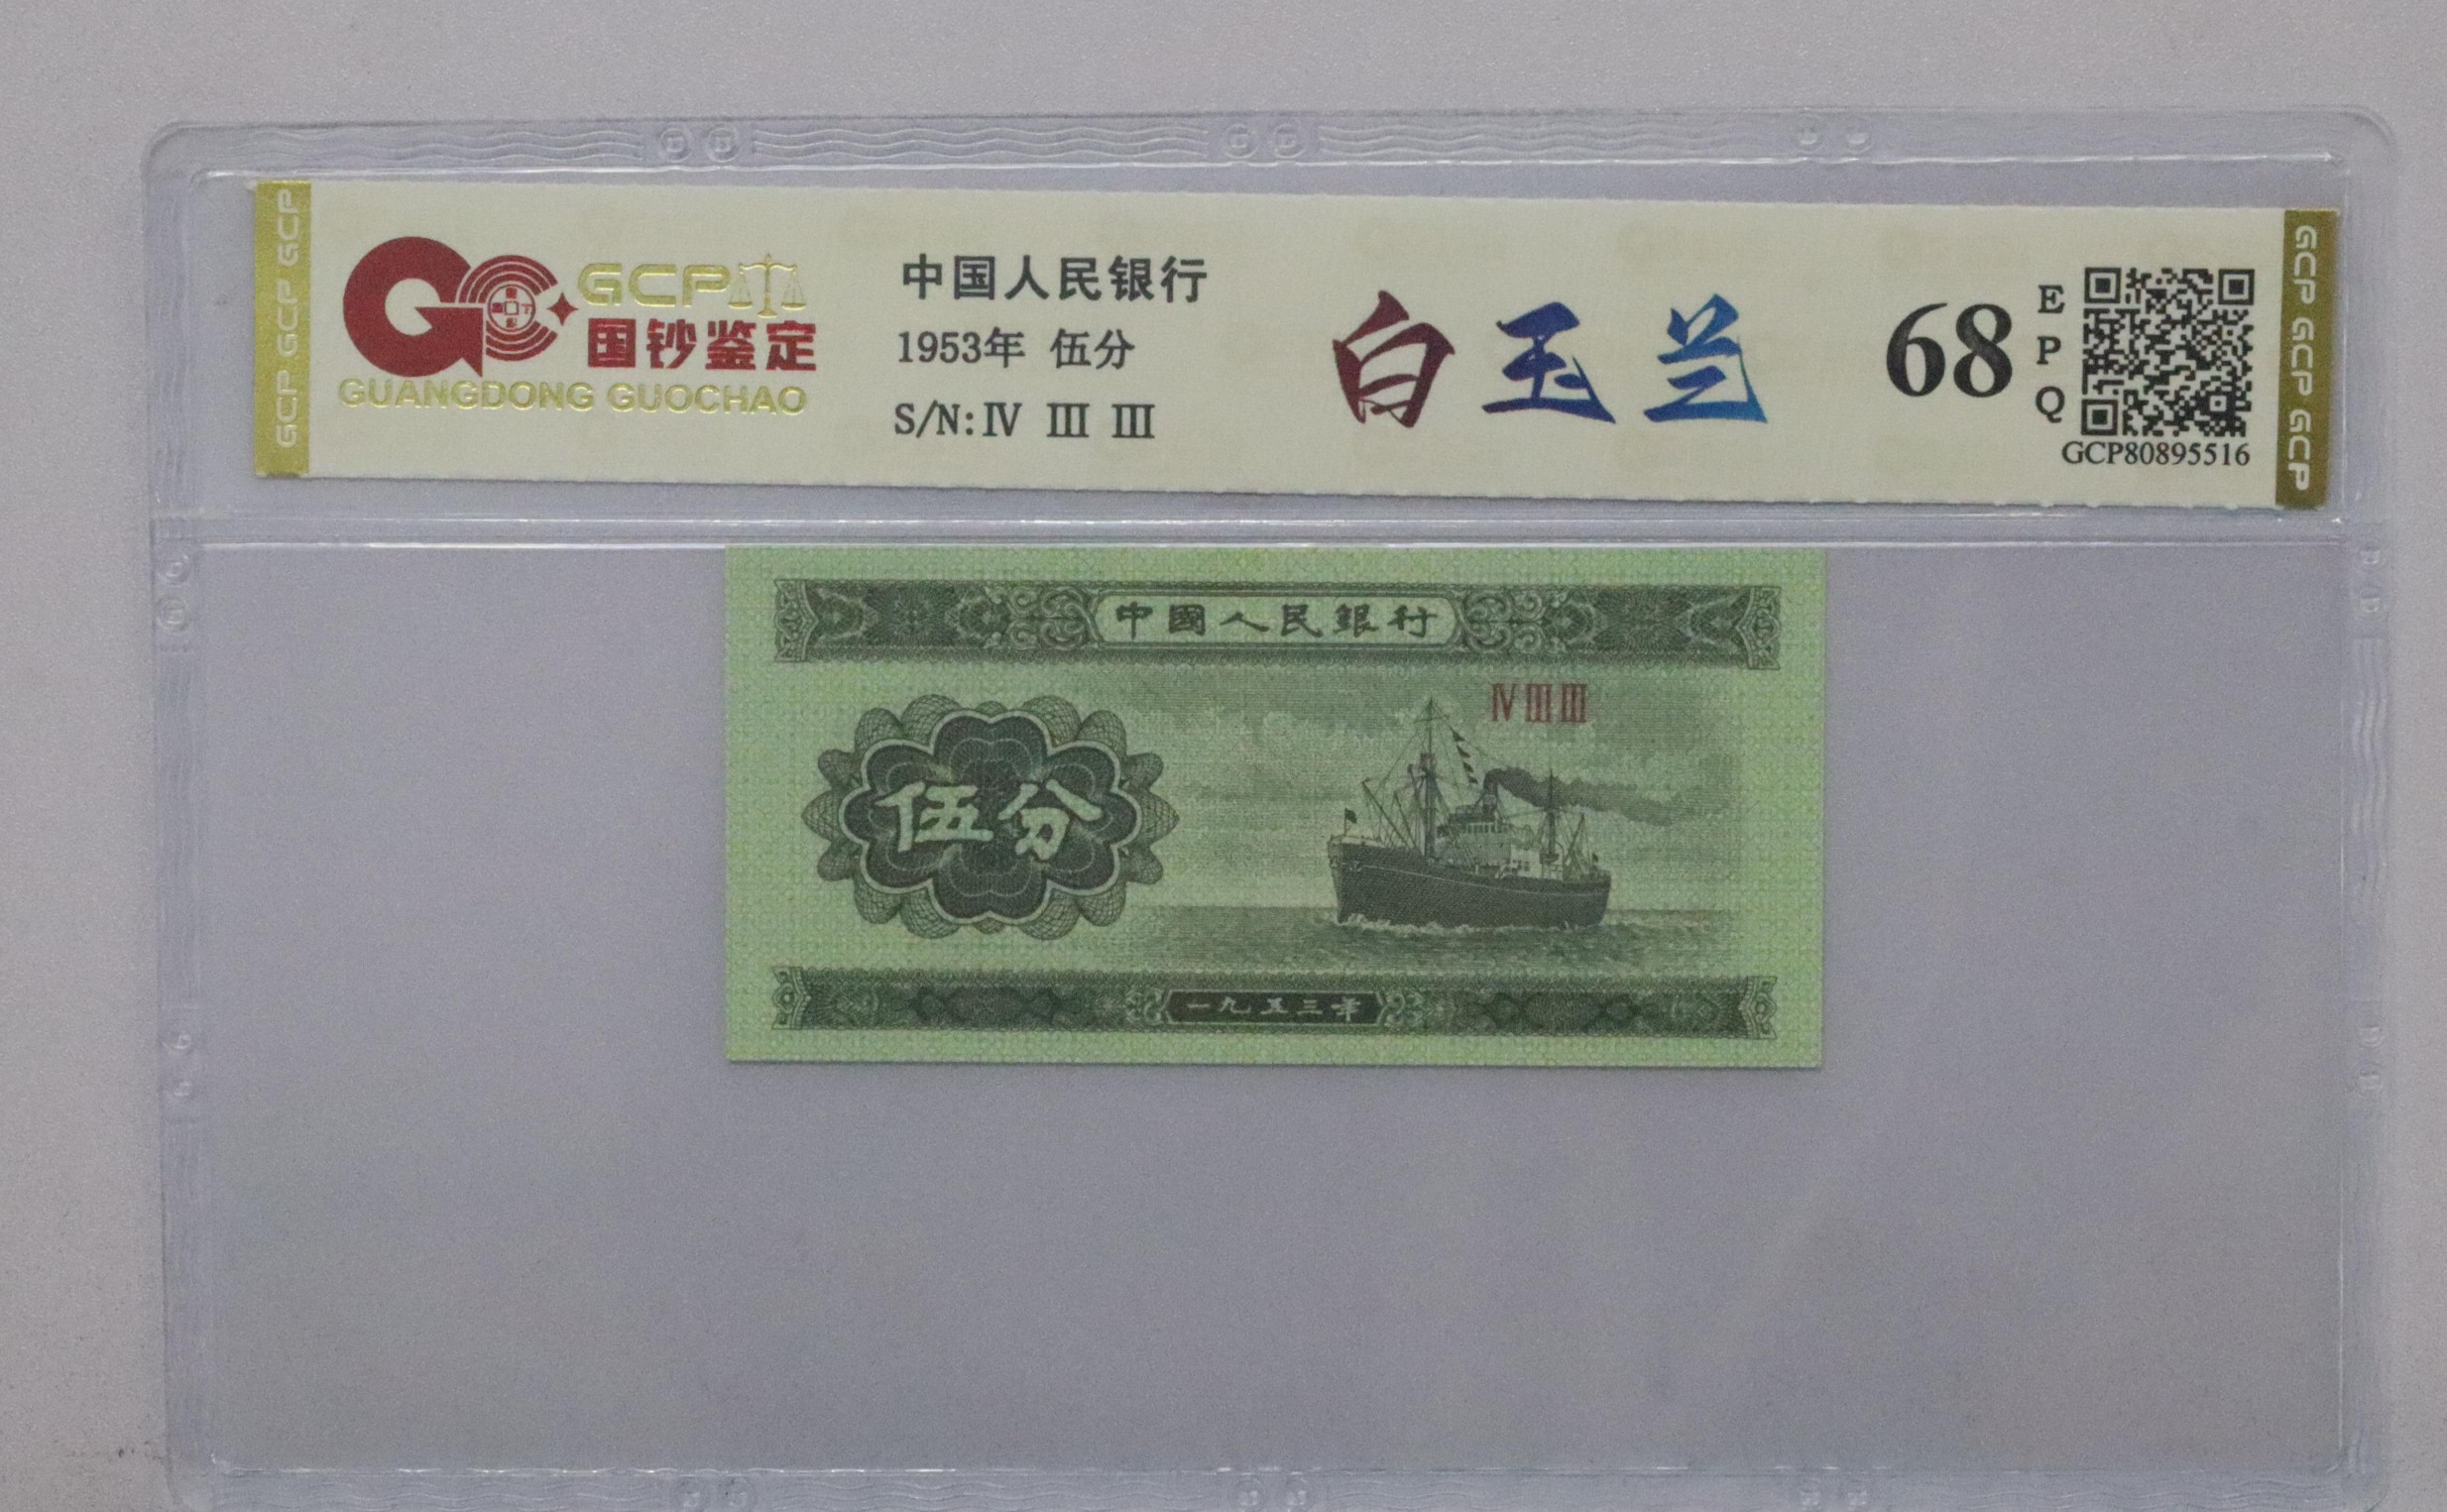 GCP GCP GCP
GCP
国钞鉴定
GUANGDONG GUOCHAO
中国人民银行
1953年 伍分
S/N: Ⅳ Ⅲ Ⅲ
白玉兰
68
EPQ
GCP80895516
GCP GCP GCP
中國人民銀行
ⅣⅢⅢ
伍分
一九五三年